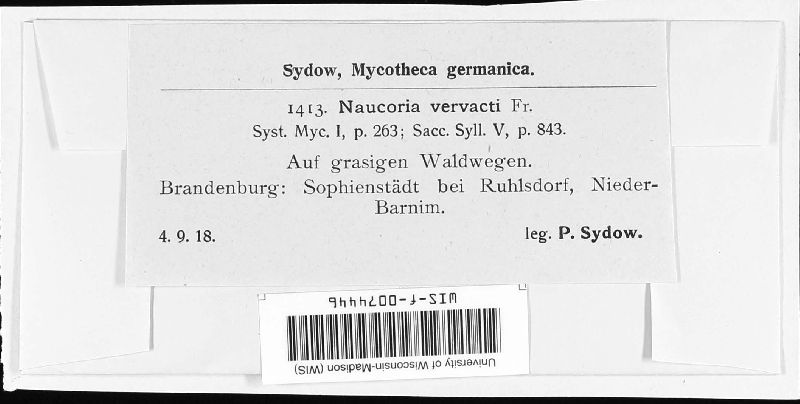 Sydow, Mycotheca germanica.
1413. Naucoria vervacti Fr.
Syst. Myc. I, p. 263; Sacc. Syll. V, p. 843.
Auf grasigen Waldwegen.
Brandenburg: Sophienstädt bei Ruhlsdorf, Nieder-
Barnim.
4. 9. 18. leg. P. Sydow.
WIS-f-0074446
University of Wisconsin-Madison (WIS)